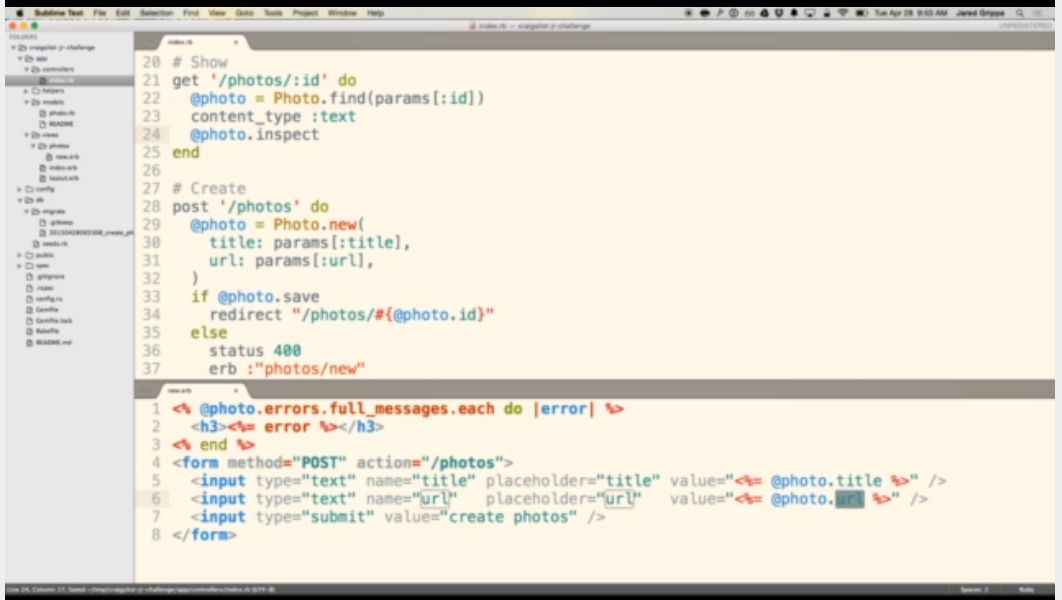 Sublime Text File Edit Selection Find View Goto Tools Project Window Help
Tue Apr 28 9:53 AM Jared Grippe
index.rb — craigslist-jr-challenge
UNREGISTERED
FOLDERS
craigslist-jr-challenge
app
controllers
index.rb
helpers
models
photo.rb
README
views
photos
new.erb
index.erb
layout.erb
config
db
migrate
.gitkeep
seeds.rb
public
spec
.gitignore
.rspec
config.ru
Gemfile
Gemfile.lock
Rakefile
README.md
index.rb ×
20 # Show
21 get '/photos/:id' do
22 @photo = Photo.find(params[:id])
23 content_type :text
24 @photo.inspect
25 end
26
27 # Create
28 post '/photos' do
29 @photo = Photo.new(
30 title: params[:title],
31 url: params[:url],
32 )
33 if @photo.save
34 redirect "/photos/#{@photo.id}"
35 else
36 status 400
37 erb :"photos/new"
new.erb ×
1 <% @photo.errors.full_messages.each do |error| %>
2 <h3><%= error %></h3>
3 <% end %>
4 <form method="POST" action="/photos">
5 <input type="text" name="title" placeholder="title" value="<%= @photo.title %>" />
6 <input type="text" name="url" placeholder="url" value="<%= @photo.url %>" />
7 <input type="submit" value="create photos" />
8 </form>
Line 24, Column 17; Saved ~/tmp/craigslist-jr-challenge/app/controllers/index.rb (UTF-8)
Spaces: 2 Ruby